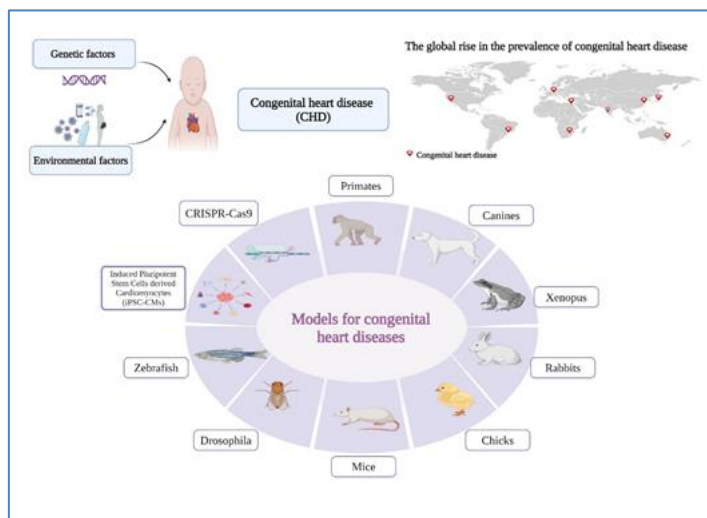 Genetic factors
Environmental factors
Congenital heart disease
(CHD)
The global rise in the prevalence of congenital heart disease
Congenital heart disease
Primates
CRISPR-Cas9
Canines
Induced Pluripotent
Stem Cells derived
Cardiomyocytes
(iPSC-CMs)
Xenopus
Models for congenital
heart diseases
Zebrafish
Rabbits
Drosophila
Chicks
Mice